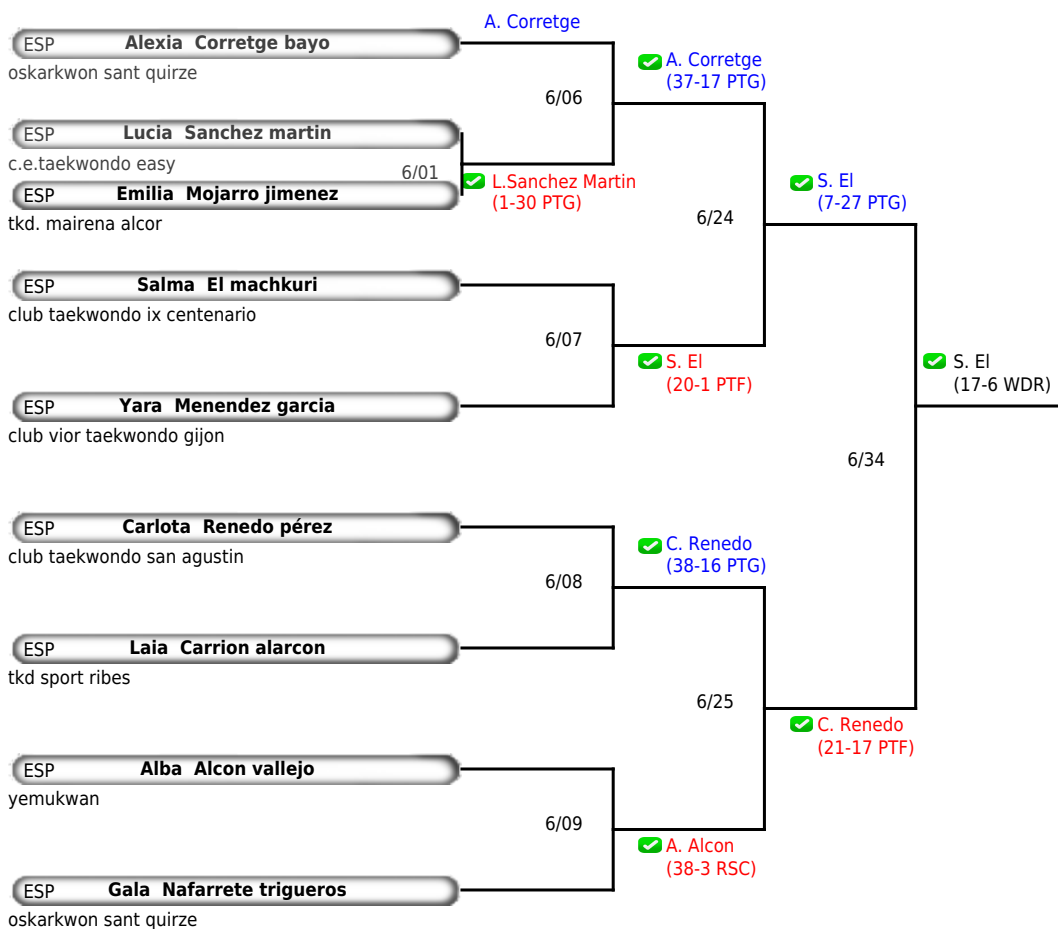 A. Corretge
ESP Alexia Corretge bayo
oskarkwon sant quirze
A. Corretge
(37-17 PTG)
6/06
ESP Lucia Sanchez martin
c.e.taekwondo easy
6/01
L.Sanchez Martin
(1-30 PTG)
ESP Emilia Mojarro jimenez
tkd. mairena alcor
S. El
(7-27 PTG)
6/24
ESP Salma El machkuri
club taekwondo ix centenario
6/07
S. El
(20-1 PTF)
S. El
(17-6 WDR)
ESP Yara Menendez garcia
club vior taekwondo gijon
6/34
ESP Carlota Renedo pérez
club taekwondo san agustin
C. Renedo
(38-16 PTG)
6/08
ESP Laia Carrion alarcon
tkd sport ribes
6/25
C. Renedo
(21-17 PTF)
ESP Alba Alcon vallejo
yemukwan
6/09
A. Alcon
(38-3 RSC)
ESP Gala Nafarrete trigueros
oskarkwon sant quirze